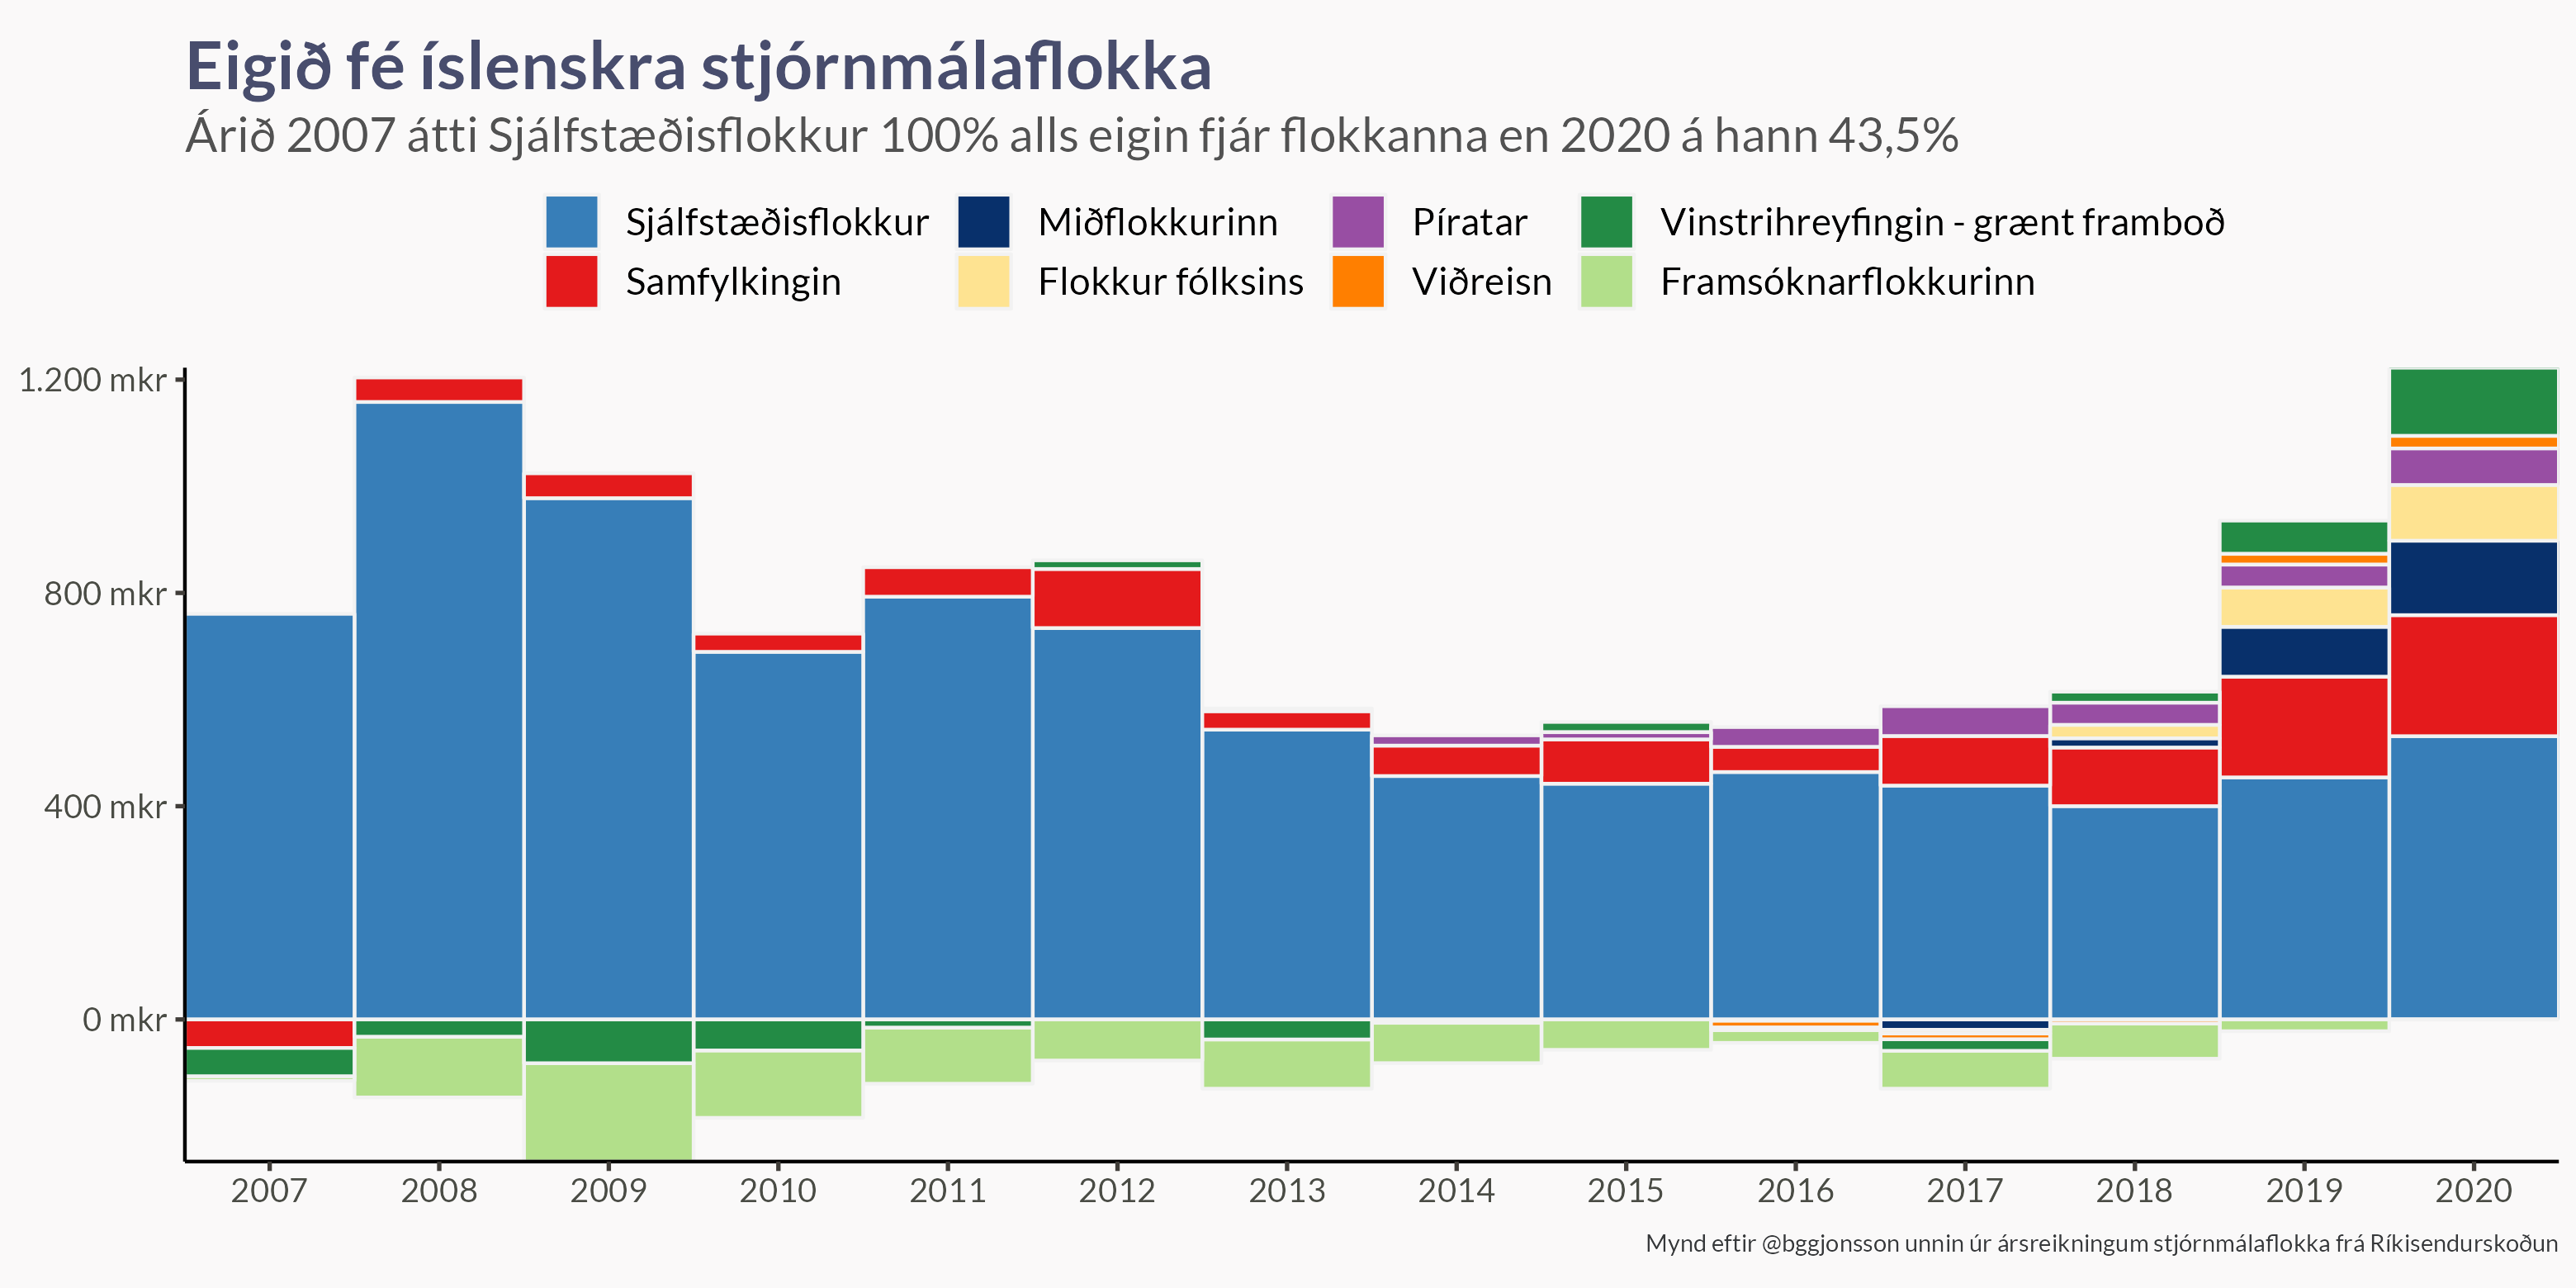 Eigið fé íslenskra stjórnmálaflokka
Árið 2007 átti Sjálfstæðisflokkur 100% alls eigin fjár flokkanna en 2020 á hann 43,5%
Sjálfstæðisflokkur Miðflokkurinn Píratar Vinstrihreyfingin - grænt framboð
Samfylkingin Flokkur fólksins Viðreisn Framsóknarflokkurinn
1.200 mkr
800 mkr
400 mkr
0 mkr
2007 2008 2009 2010 2011 2012 2013 2014 2015 2016 2017 2018 2019 2020
Mynd eftir @bggjonsson unnin úr ársreikningum stjórnmálaflokka frá Ríkisendurskoðun